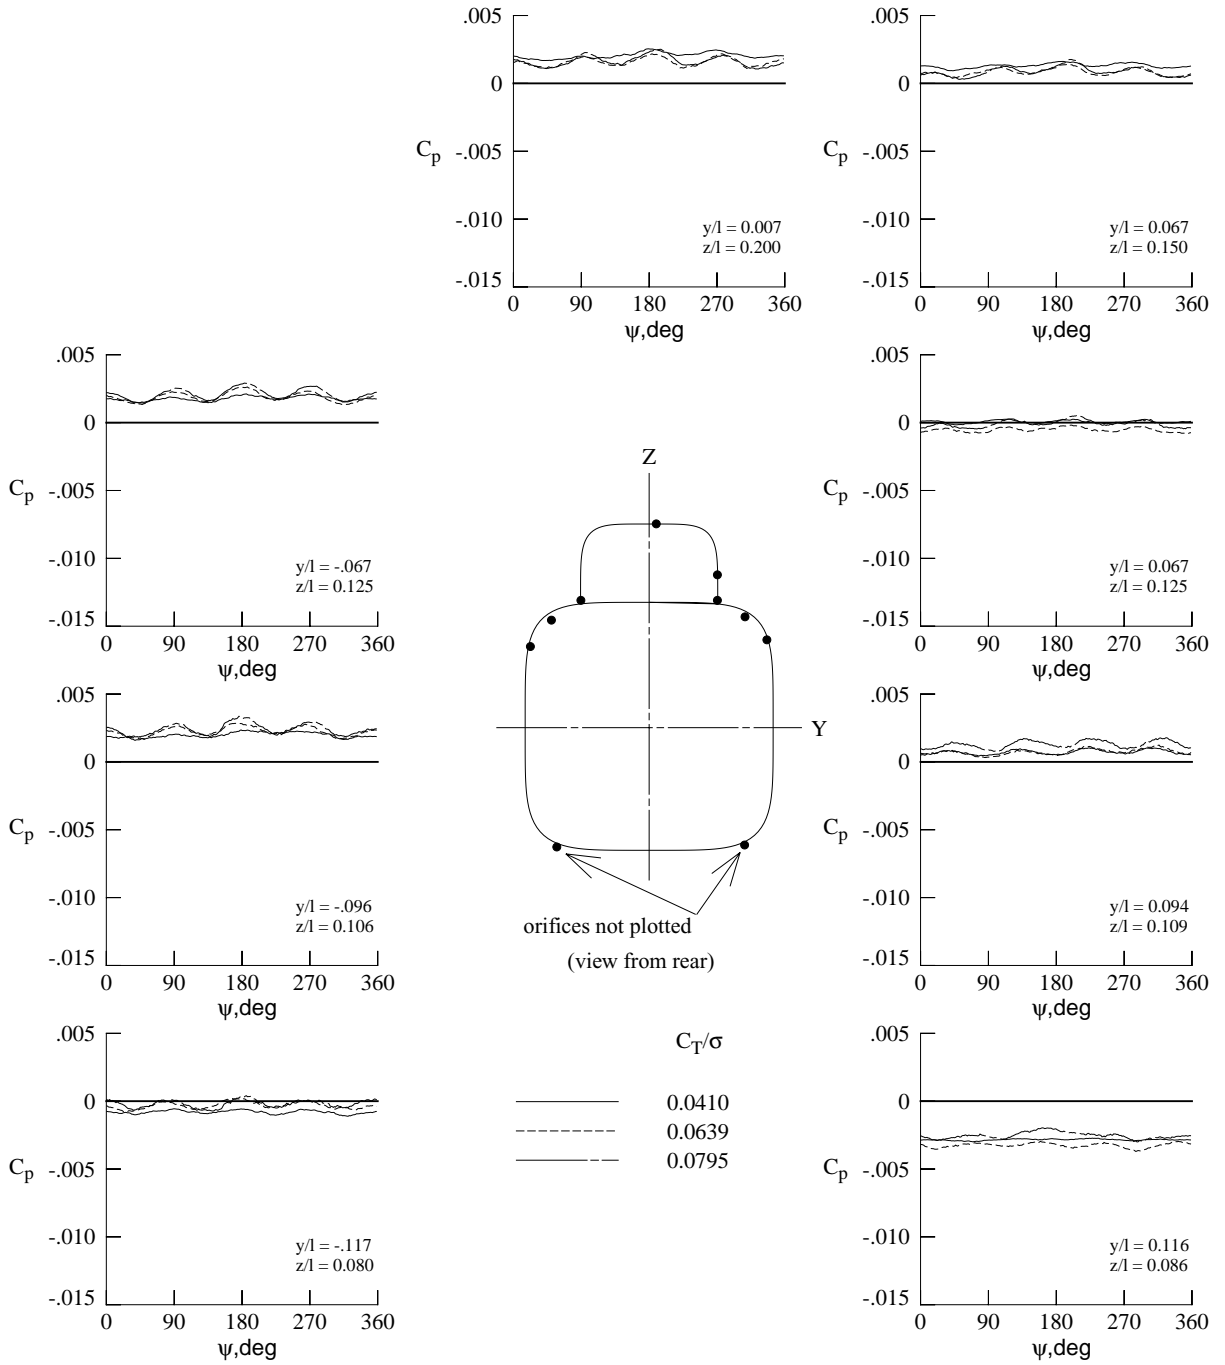 .005
0
-.005
-.010
-.015
C_p
0 90 180 270 360
ψ,deg
y/l = 0.007
z/l = 0.200
.005
0
-.005
-.010
-.015
C_p
0 90 180 270 360
ψ,deg
y/l = 0.067
z/l = 0.150
.005
0
-.005
-.010
-.015
C_p
0 90 180 270 360
ψ,deg
y/l = -.067
z/l = 0.125
.005
0
-.005
-.010
-.015
C_p
0 90 180 270 360
ψ,deg
y/l = 0.067
z/l = 0.125
Z
Y
orifices not plotted
(view from rear)
.005
0
-.005
-.010
-.015
C_p
0 90 180 270 360
ψ,deg
y/l = -.096
z/l = 0.106
.005
0
-.005
-.010
-.015
C_p
0 90 180 270 360
ψ,deg
y/l = 0.094
z/l = 0.109
.005
0
-.005
-.010
-.015
C_p
0 90 180 270 360
ψ,deg
y/l = -.117
z/l = 0.080
C_T/σ
0.0410
0.0639
0.0795
.005
0
-.005
-.010
-.015
C_p
0 90 180 270 360
ψ,deg
y/l = 0.116
z/l = 0.086